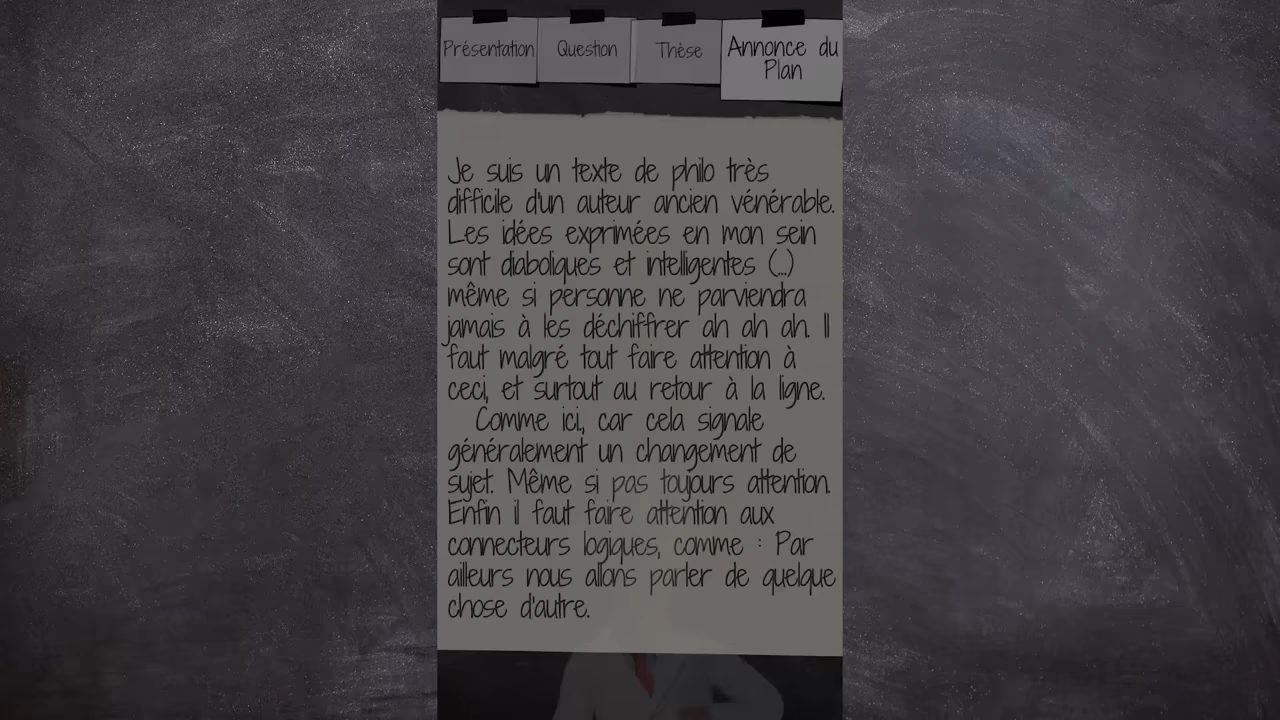 Présentation
Question
Thèse
Annonce du
Plan
Je suis un texte de philo très
difficile d'un auteur ancien vénérable.
Les idées exprimées en mon sein
sont diaboliques et intelligentes (...)
même si personne ne parviendra
jamais à les déchiffrer ah ah ah. Il
faut malgré tout faire attention à
ceci, et surtout au retour à la ligne.
Comme ici, car cela signale
généralement un changement de
sujet. Même si pas toujours attention.
Enfin il faut faire attention aux
connecteurs logiques, comme : Par
ailleurs nous allons parler de quelque
chose d'autre.